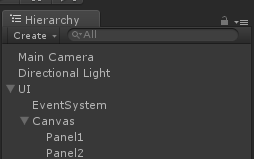 Hierarchy
Create All
Main Camera
Directional Light
UI
EventSystem
Canvas
Panel1
Panel2